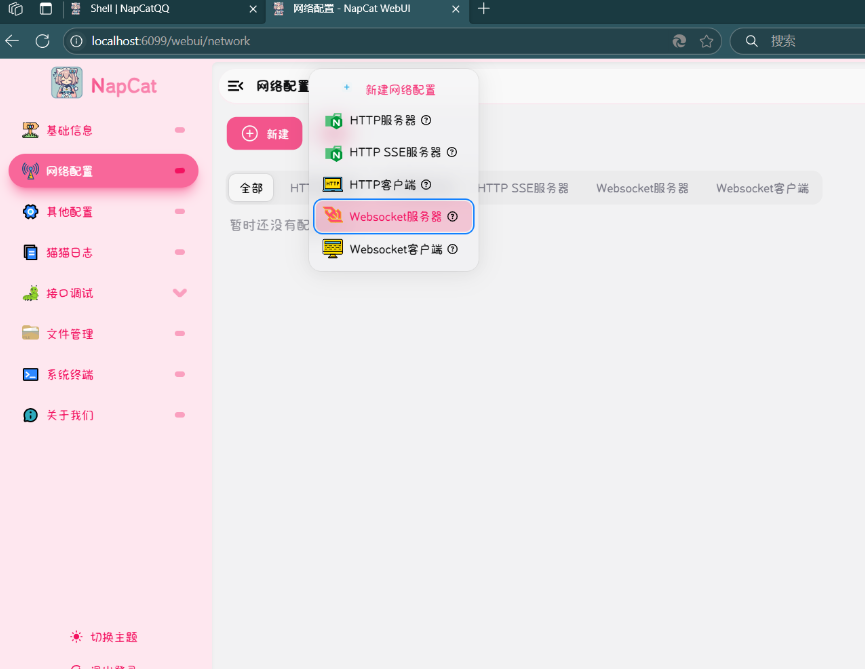 Shell | NapCatQQ
网络配置 - NapCat WebUI
localhost:6099/webui/network
搜索
NapCat
网络配置
新建网络配置
基础信息
HTTP服务器
新建
HTTP SSE服务器
网络配置
全部
HT
HTTP客户端
HTTP SSE服务器
Websocket服务器
Websocket客户端
其他配置
Websocket服务器
暂时还没有配
猫猫日志
Websocket客户端
接口调试
文件管理
系统终端
关于我们
切换主题